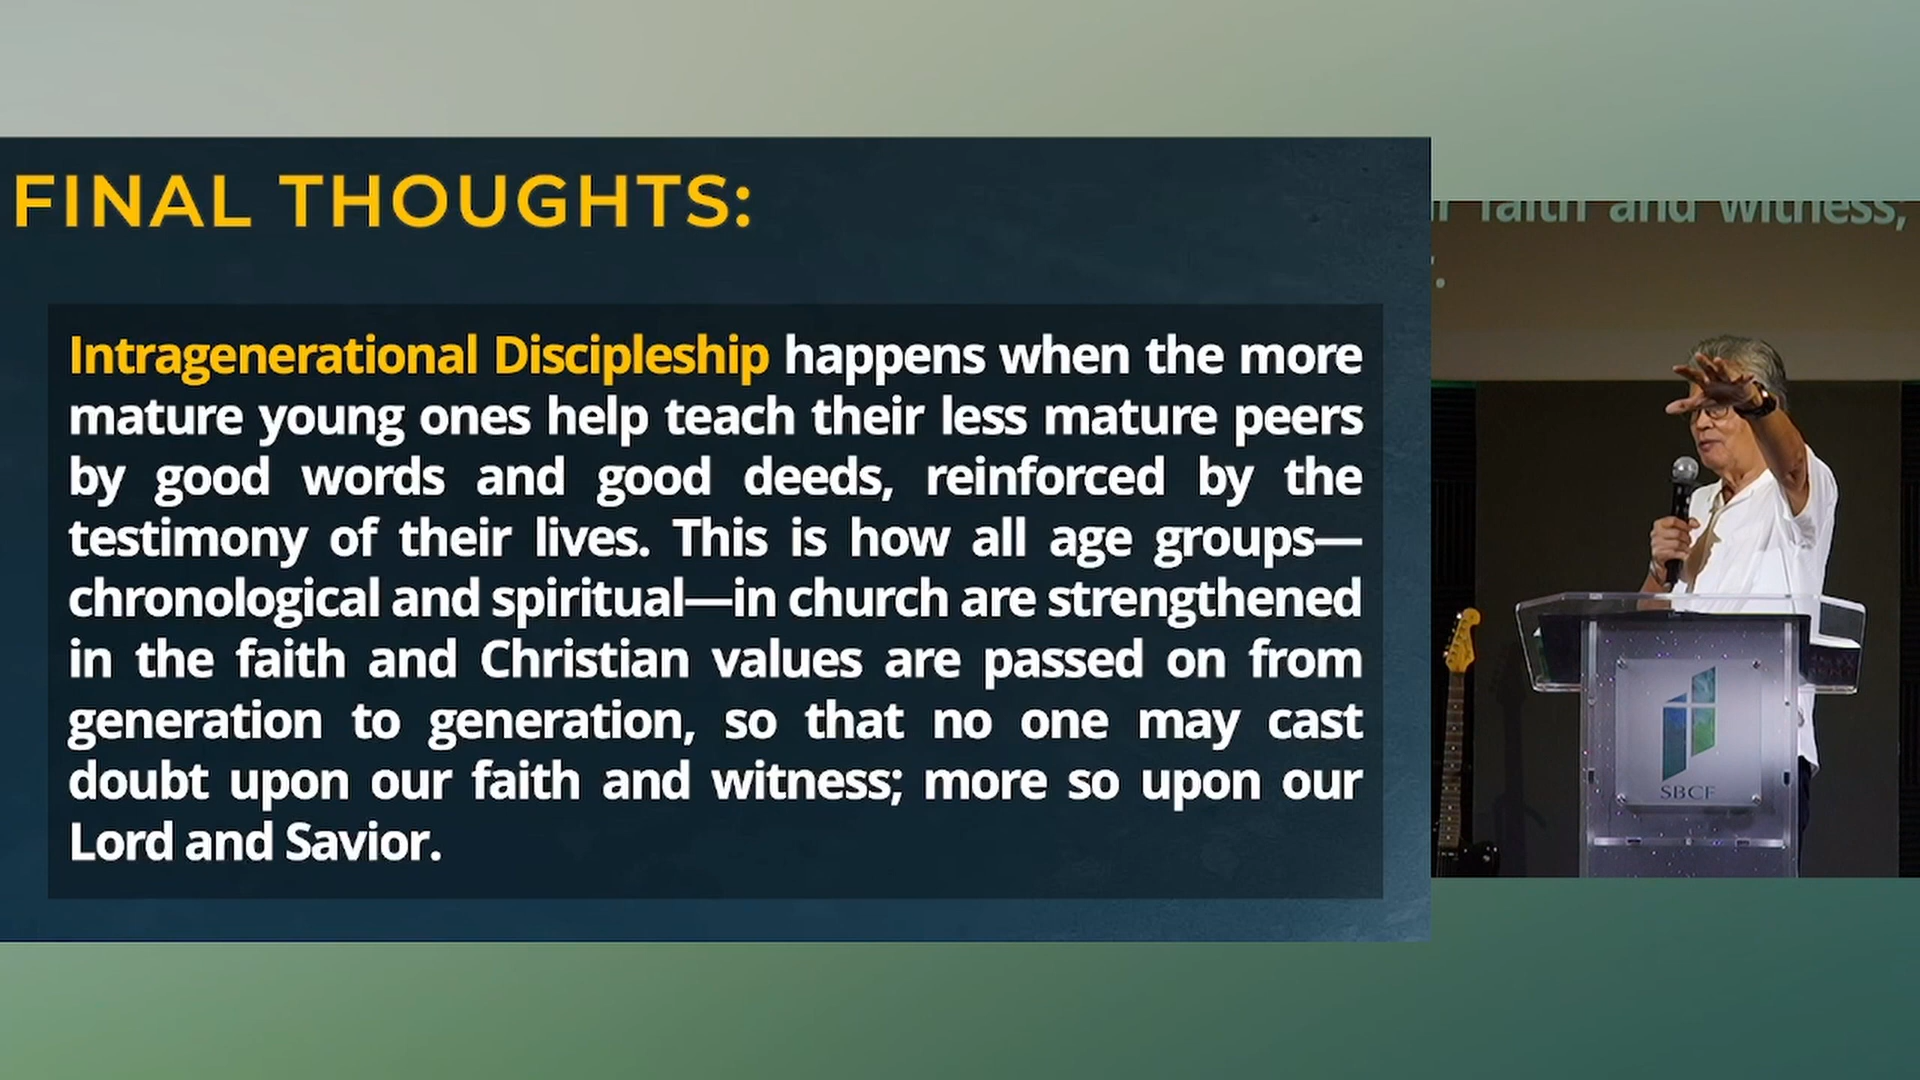 FINAL THOUGHTS:
Intragenerational Discipleship happens when the more
mature young ones help teach their less mature peers
by good words and good deeds, reinforced by the
testimony of their lives. This is how all age groups—
chronological and spiritual—in church are strengthened
in the faith and Christian values are passed on from
generation to generation, so that no one may cast
doubt upon our faith and witness; more so upon our
Lord and Savior.
faith and witness;
SBCF